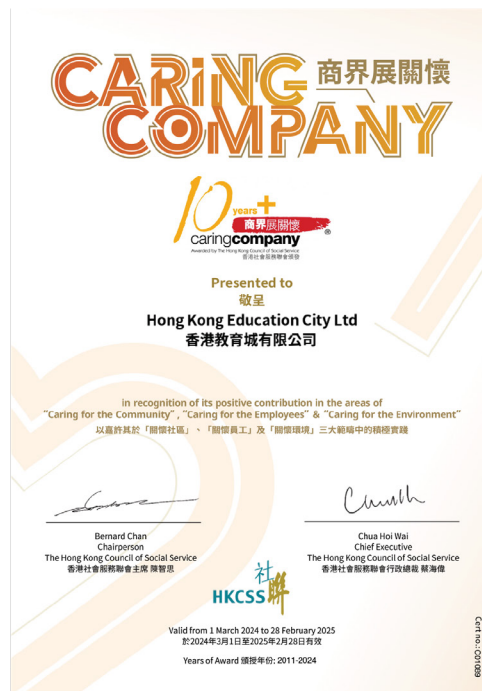 CARING 商界展關懷
COMPANY
10 years+
商界展關懷
caringcompany ®
Awarded by The Hong Kong Council of Social Service
香港社會服務聯會頒發
Presented to
敬呈
Hong Kong Education City Ltd
香港教育城有限公司
in recognition of its positive contribution in the areas of
"Caring for the Community", "Caring for the Employees" & "Caring for the Environment"
以嘉許其於「關懷社區」、「關懷員工」及「關懷環境」三大範疇中的積極實踐
Bernard Chan
Chairperson
The Hong Kong Council of Social Service
香港社會服務聯會主席 陳智思
Chua Hoi Wai
Chief Executive
The Hong Kong Council of Social Service
香港社會服務聯會行政總裁 蔡海偉
HKCSS 社聯
Valid from 1 March 2024 to 28 February 2025
於2024年3月1日至2025年2月28日有效
Years of Award 頒授年份: 2011-2024
Cert no.: C01089